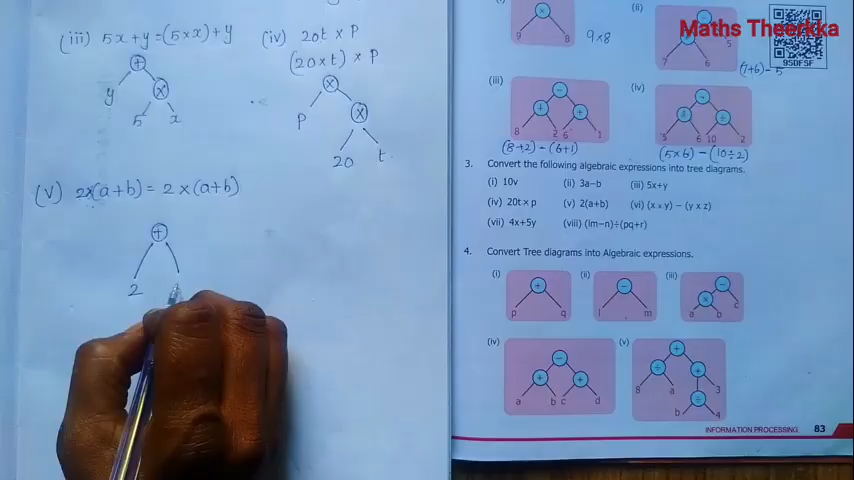 (iii) 5x+y=(5×x)+y
+
y
×
5 x
(iv) 20t × P
(20×t) × P
×
P
×
20 t
(v) 2×(a+b) = 2×(a+b)
+
2
Maths Theerkka
9SDFSF
×
9 8
9×8
(ii)
5
7 6
(7+6)-5
(iii)
−
+ +
8 2 6 1
(8+2) - (6+1)
(iv)
5 6 10 2
(5×6) - (10÷2)
3. Convert the following algebraic expressions into tree diagrams.
(i) 10v (ii) 3a–b (iii) 5x+y
(iv) 20t × p (v) 2(a+b) (vi) (x × y) – (y × z)
(vii) 4x+5y (viii) (lm–n)÷(pq+r)
4. Convert Tree diagrams into Algebraic expressions.
(i)
+
p q
(ii)
−
l m
(iii)
−
× c
a b
(iv)
−
+ +
a b c d
(v)
+
÷ +
8 a 3
÷
b 4
INFORMATION PROCESSING 83